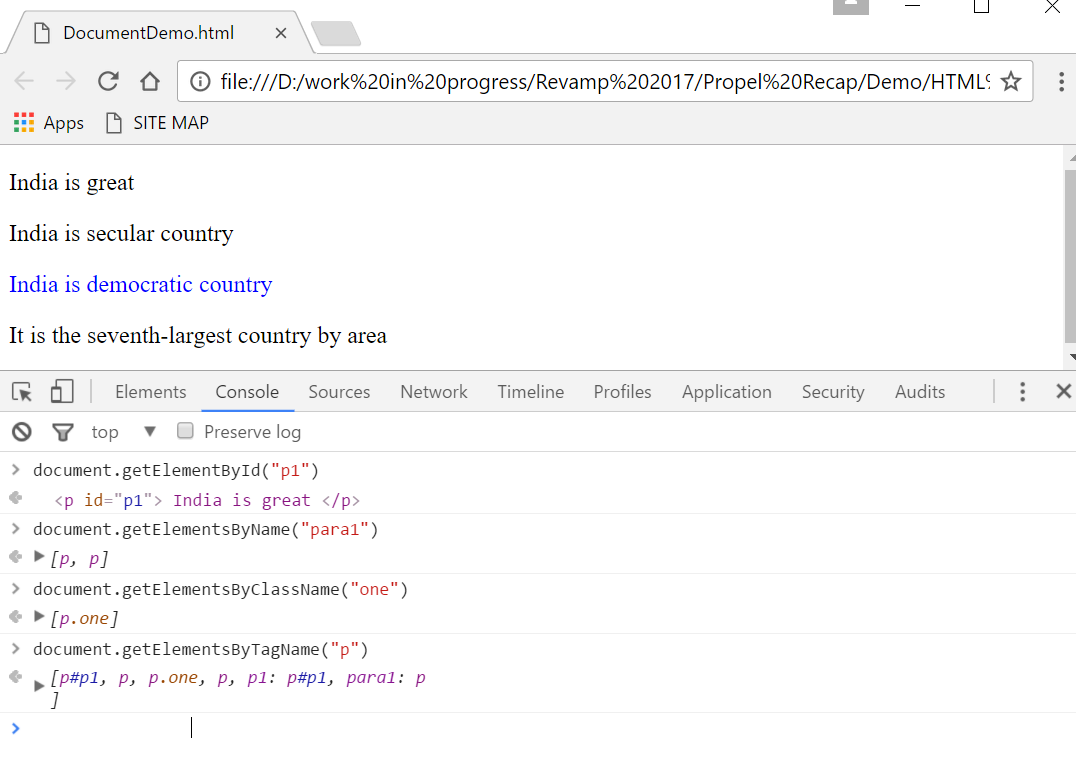 DocumentDemo.html
file:///D:/work%20in%20progress/Revamp%202017/Propel%20Recap/Demo/HTML%
Apps SITE MAP
India is great
India is secular country
India is democratic country
It is the seventh-largest country by area
Elements Console Sources Network Timeline Profiles Application Security Audits
top Preserve log
document.getElementById("p1")
<p id="p1"> India is great </p>
document.getElementsByName("para1")
[p, p]
document.getElementsByClassName("one")
[p.one]
document.getElementsByTagName("p")
[p#p1, p, p.one, p, p1: p#p1, para1: p
]